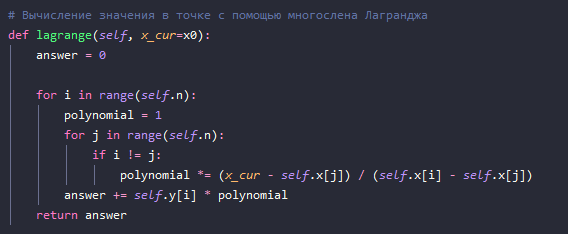 # Вычисление значения в точке с помощью многослена Лагранджа
def lagrange(self, x_cur=x0):
    answer = 0

    for i in range(self.n):
        polynomial = 1
        for j in range(self.n):
            if i != j:
                polynomial *= (x_cur - self.x[j]) / (self.x[i] - self.x[j])
        answer += self.y[i] * polynomial
    return answer